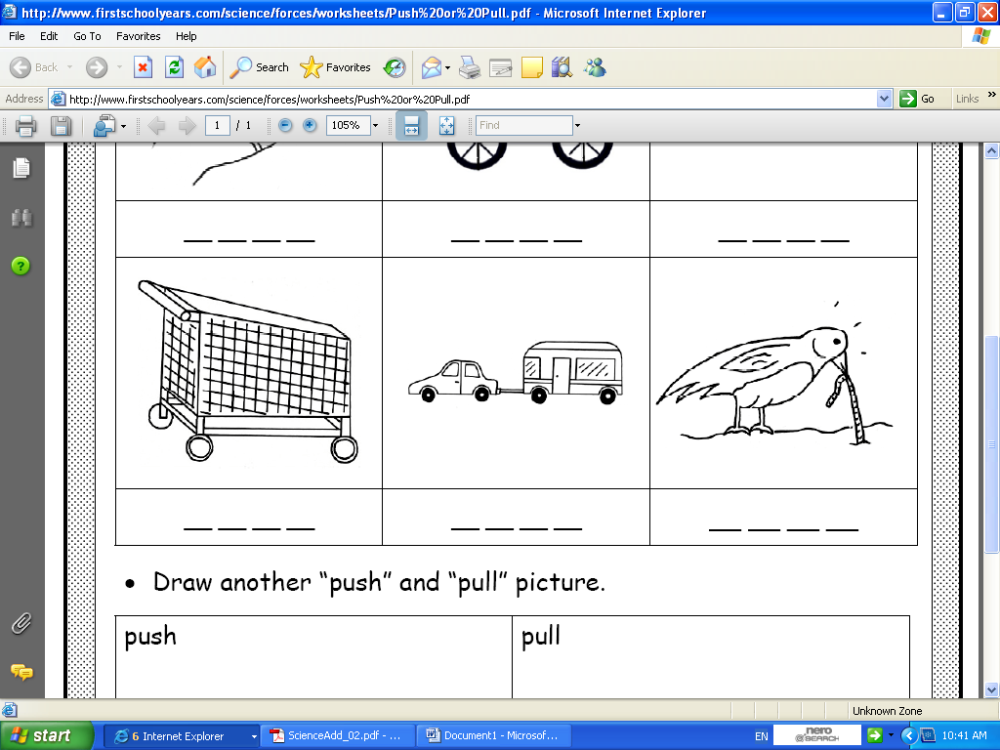 http://www.firstschoolyears.com/science/forces/worksheets/Push%20or%20Pull.pdf - Microsoft Internet Explorer
File Edit Go To Favorites Help
Back Search Favorites
Address http://www.firstschoolyears.com/science/forces/worksheets/Push%20or%20Pull.pdf Go Links »
1 / 1 105% Find
• Draw another “push” and “pull” picture.
push pull
Unknown Zone
start 6 Internet Explorer ScienceAdd_02.pdf - ... Document1 - Microsof... EN nero SEARCH 10:41 AM